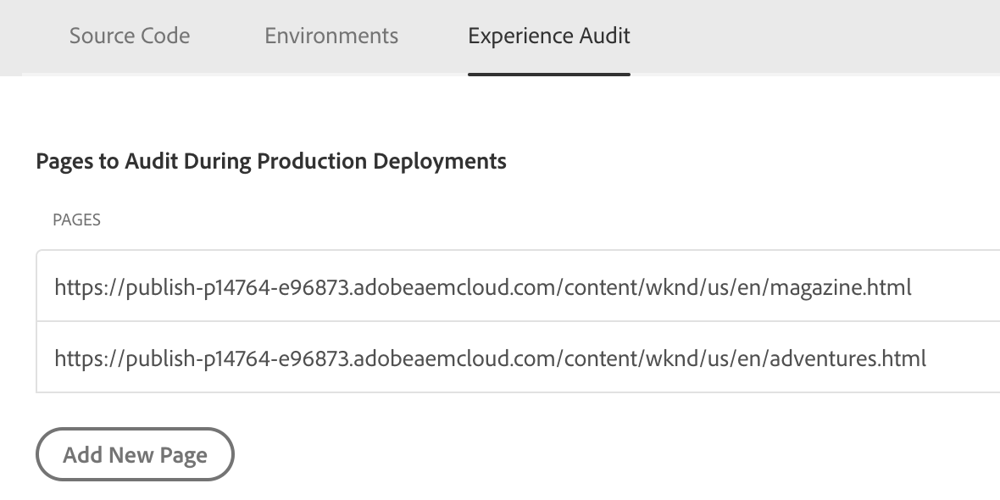 Source Code Environments Experience Audit
Pages to Audit During Production Deployments
PAGES
https://publish-p14764-e96873.adobeaemcloud.com/content/wknd/us/en/magazine.html
https://publish-p14764-e96873.adobeaemcloud.com/content/wknd/us/en/adventures.html
Add New Page